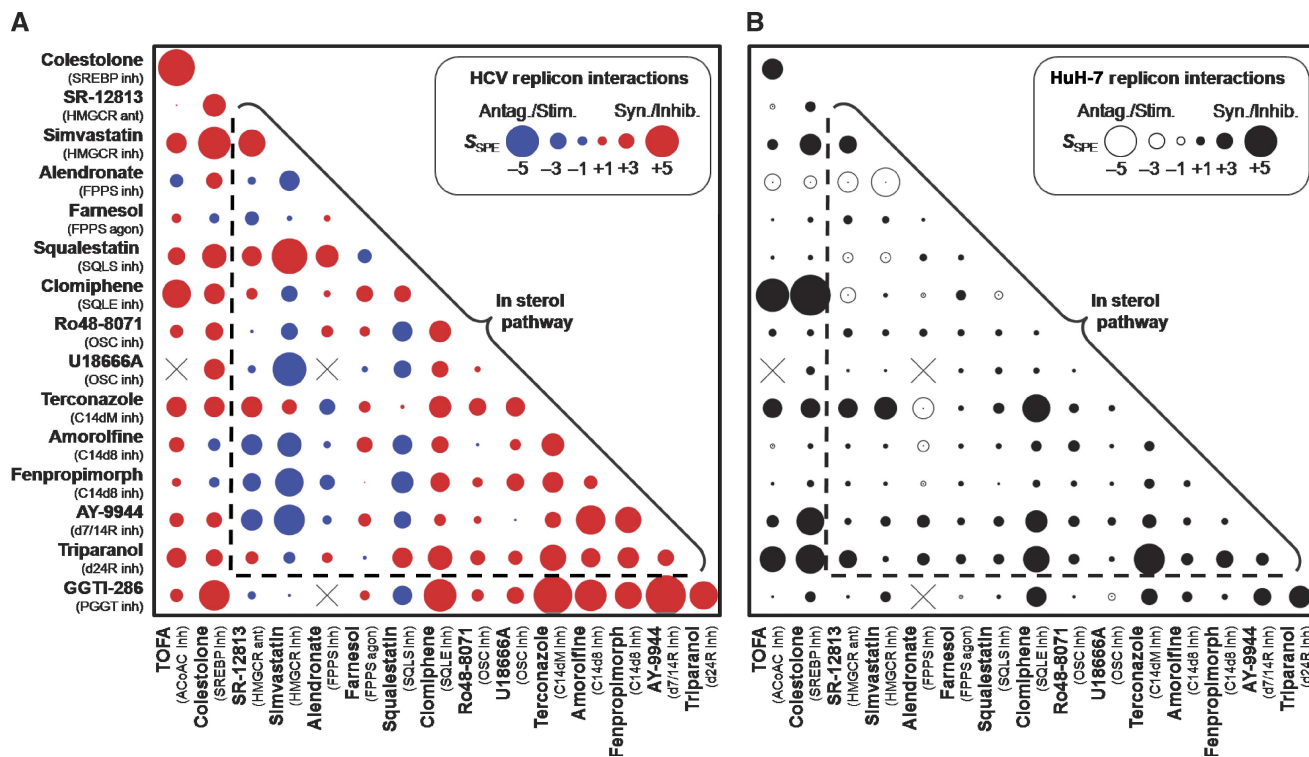 A
B
Colestolone
(SREBP inh)
SR-12813
(HMGCR ant)
Simvastatin
(HMGCR inh)
Alendronate
(FPPS inh)
Farnesol
(FPPS agon)
Squalestatin
(SQLS inh)
Clomiphene
(SQLE inh)
Ro48-8071
(OSC inh)
U18666A
(OSC inh)
Terconazole
(C14dM inh)
Amorolfine
(C14d8 inh)
Fenpropimorph
(C14d8 inh)
AY-9944
(d7/14R inh)
Triparanol
(d24R inh)
GGTI-286
(PGGT inh)
HCV replicon interactions
Antag./Stim. Syn./Inhib.
SSPE
–5 –3 –1 +1 +3 +5
In sterol
pathway
TOFA
(ACoAC Inh)
Colestolone
(SREBP Inh)
SR-12813
(HMGCR ant)
Simvastatin
(HMGCR Inh)
Alendronate
(FPPS Inh)
Farnesol
(FPPS agon)
Squalestatin
(SQLS Inh)
Clomiphene
(SQLE Inh)
Ro48-8071
(OSC Inh)
U18666A
(OSC Inh)
Terconazole
(C14dM Inh)
Amorolfine
(C14d8 Inh)
Fenpropimorph
(C14d8 Inh)
AY-9944
(d7/14R Inh)
Triparanol
(d24R Inh)
HuH-7 replicon interactions
Antag./Stim. Syn./Inhib.
SSPE
–5 –3 –1 +1 +3 +5
In sterol
pathway
TOFA
(ACoAC Inh)
Colestolone
(SREBP Inh)
SR-12813
(HMGCR ant)
Simvastatin
(HMGCR Inh)
Alendronate
(FPPS Inh)
Farnesol
(FPPS agon)
Squalestatin
(SQLS Inh)
Clomiphene
(SQLE Inh)
Ro48-8071
(OSC Inh)
U18666A
(OSC Inh)
Terconazole
(C14dM Inh)
Amorolfine
(C14d8 Inh)
Fenpropimorph
(C14d8 Inh)
AY-9944
(d7/14R Inh)
Triparanol
(d24R Inh)